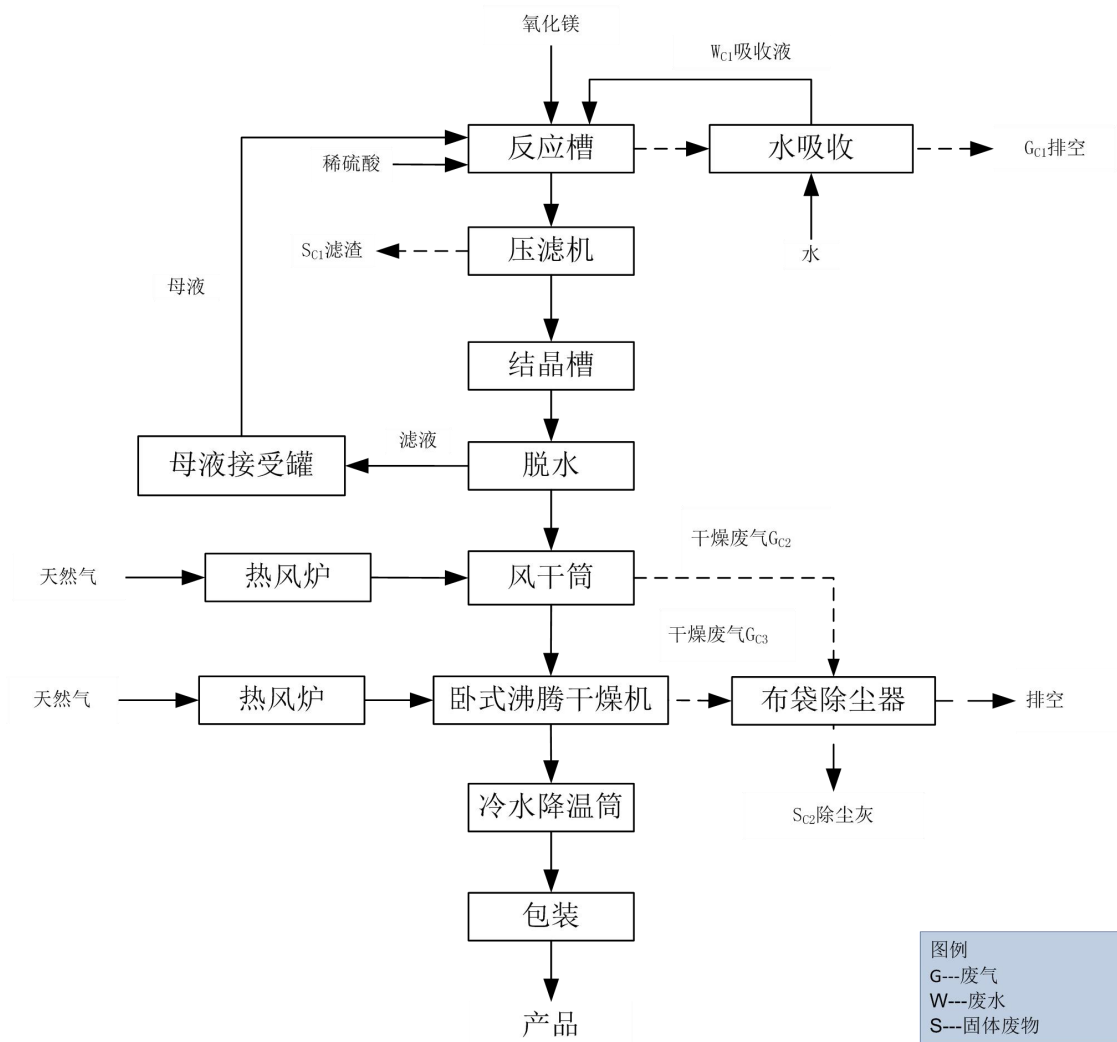 氧化镁
WC1吸收液
反应槽
水吸收
GC1排空
稀硫酸
SC1滤渣
压滤机
水
母液
结晶槽
滤液
母液接受罐
脱水
干燥废气GC2
天然气
热风炉
风干筒
干燥废气GC3
天然气
热风炉
卧式沸腾干燥机
布袋除尘器
排空
冷水降温筒
SC2除尘灰
包装
产品
图例
G---废气
W---废水
S---固体废物